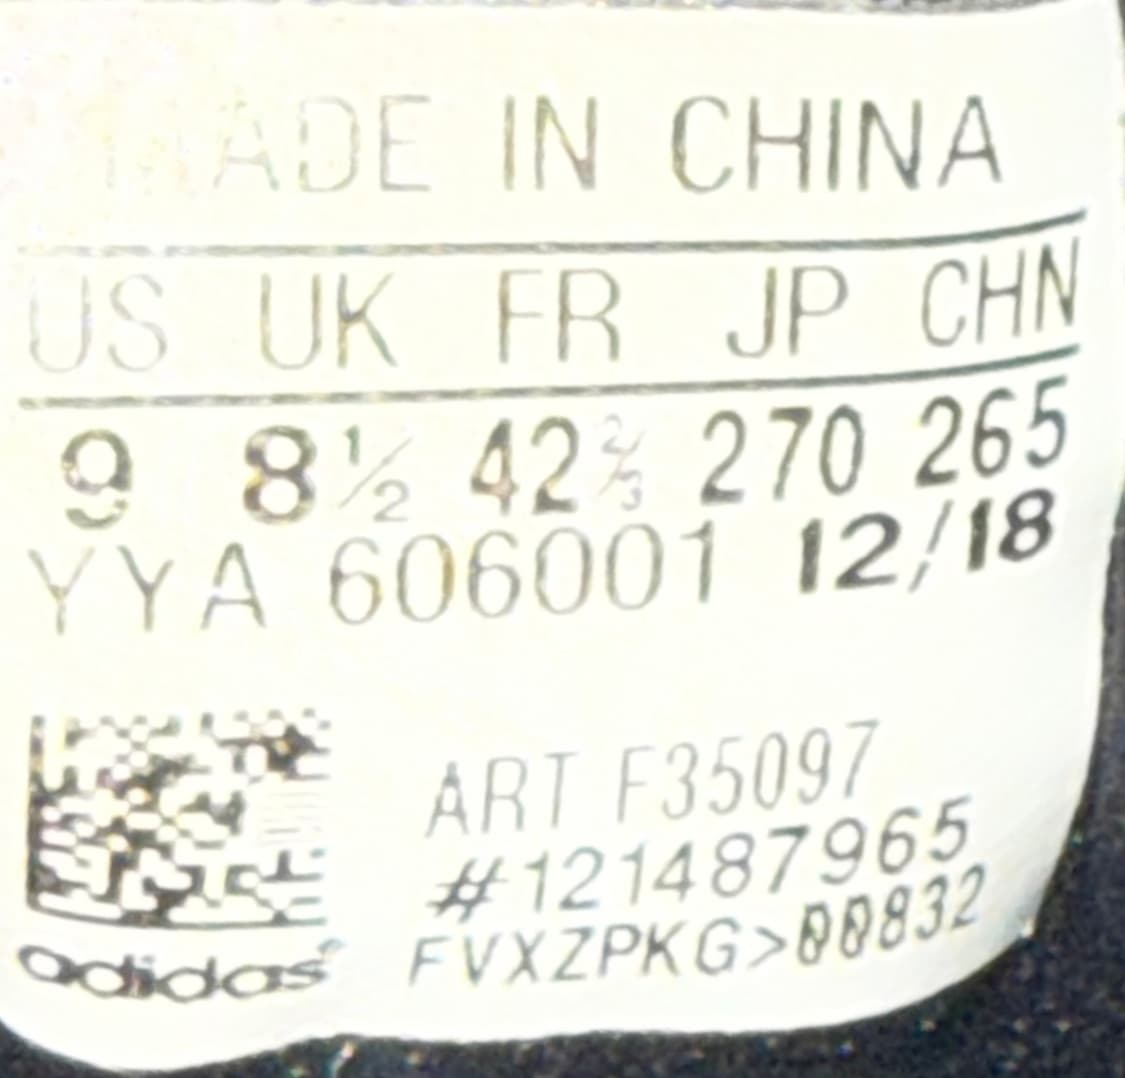 MADE IN CHINA
US UK FR JP CHN
9 8½ 42⅔ 270 265
YYA 606001 12/18
ART F35097
#121487965
FVXZPKG>00832
adidas